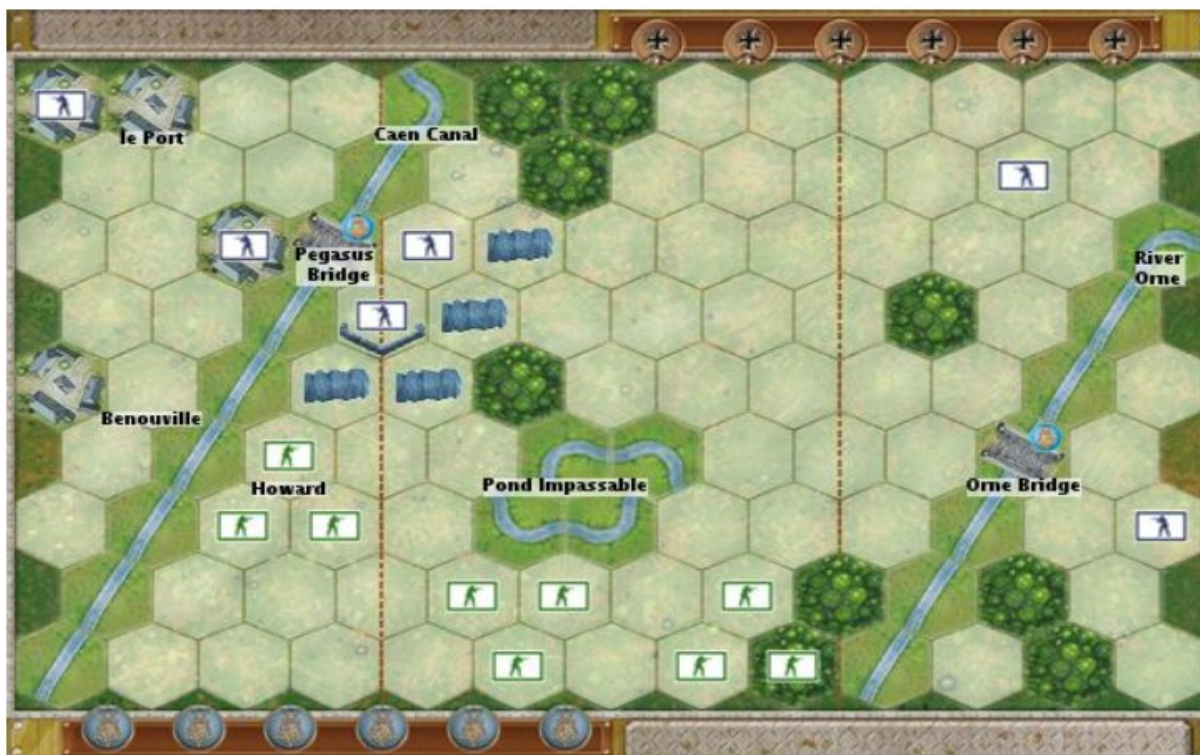 le Port
Caen Canal
Pegasus
Bridge
River
Orne
Benouville
Howard
Pond Impassable
Orne Bridge